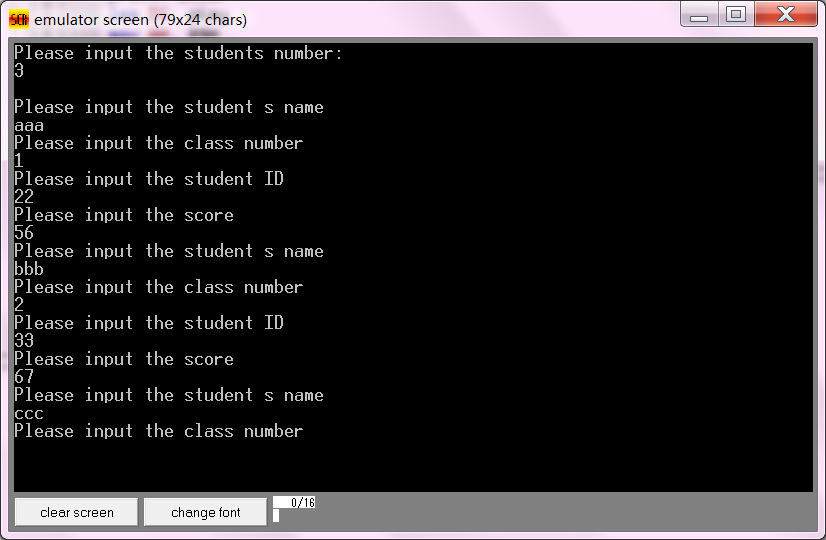 SCR emulator screen (79x24 chars)
Please input the students number:
3
Please input the student s name
aaa
Please input the class number
1
Please input the student ID
22
Please input the score
56
Please input the student s name
bbb
Please input the class number
2
Please input the student ID
33
Please input the score
67
Please input the student s name
ccc
Please input the class number
clear screen change font 0/16